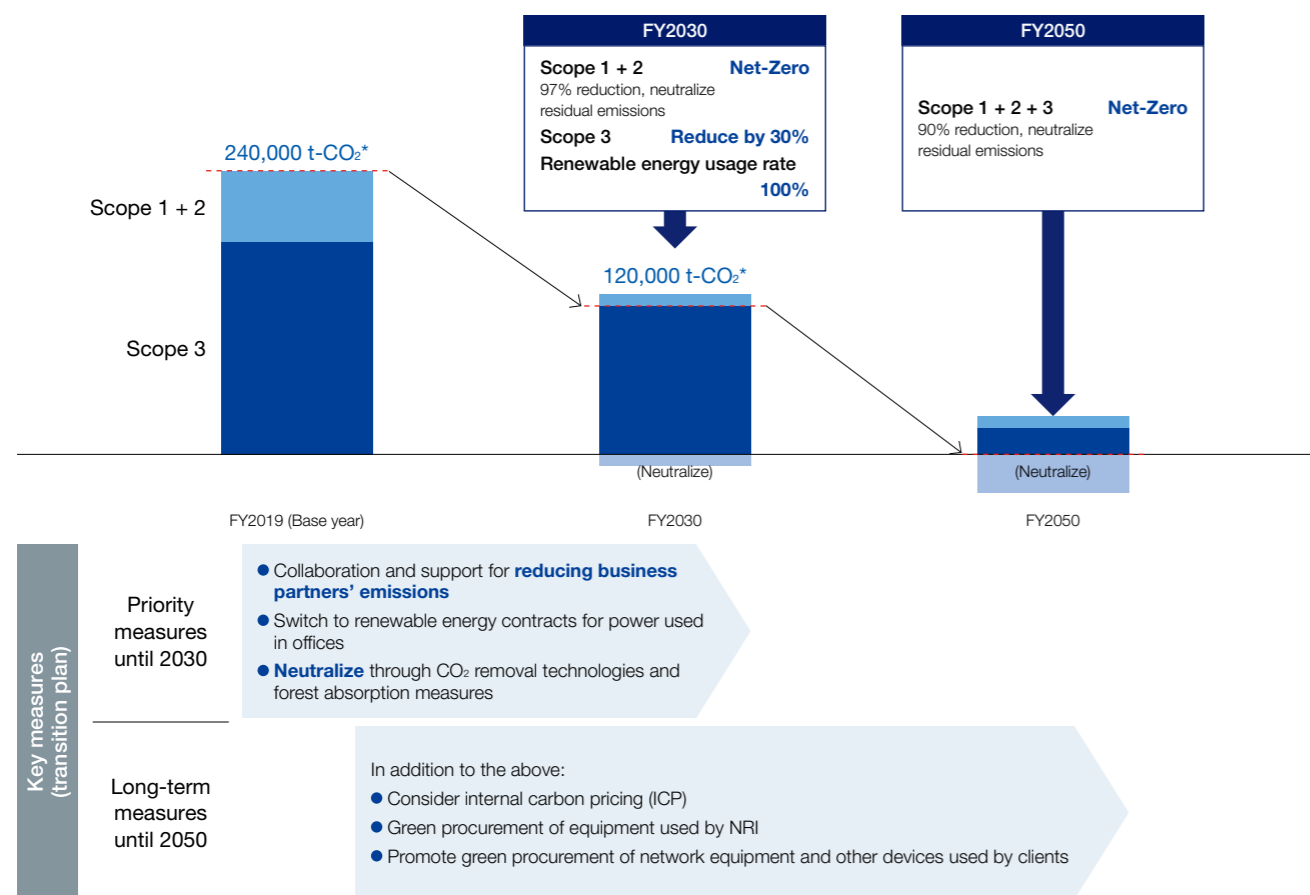 FY2030
Scope 1 + 2 Net-Zero
97% reduction, neutralize
residual emissions
Scope 3 Reduce by 30%
Renewable energy usage rate
100%
FY2050
Scope 1 + 2 + 3 Net-Zero
90% reduction, neutralize
residual emissions
240,000 t-CO₂*
Scope 1 + 2
Scope 3
120,000 t-CO₂*
(Neutralize)
(Neutralize)
FY2019 (Base year)
FY2030
FY2050
Key measures
(transition plan)
Priority
measures
until 2030
● Collaboration and support for reducing business
partners’ emissions
● Switch to renewable energy contracts for power used
in offices
● Neutralize through CO₂ removal technologies and
forest absorption measures
Long-term
measures
until 2050
In addition to the above:
● Consider internal carbon pricing (ICP)
● Green procurement of equipment used by NRI
● Promote green procurement of network equipment and other devices used by clients